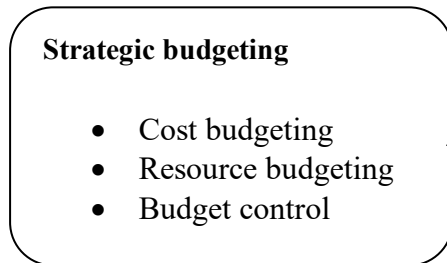 Strategic budgeting
• Cost budgeting
• Resource budgeting
• Budget control